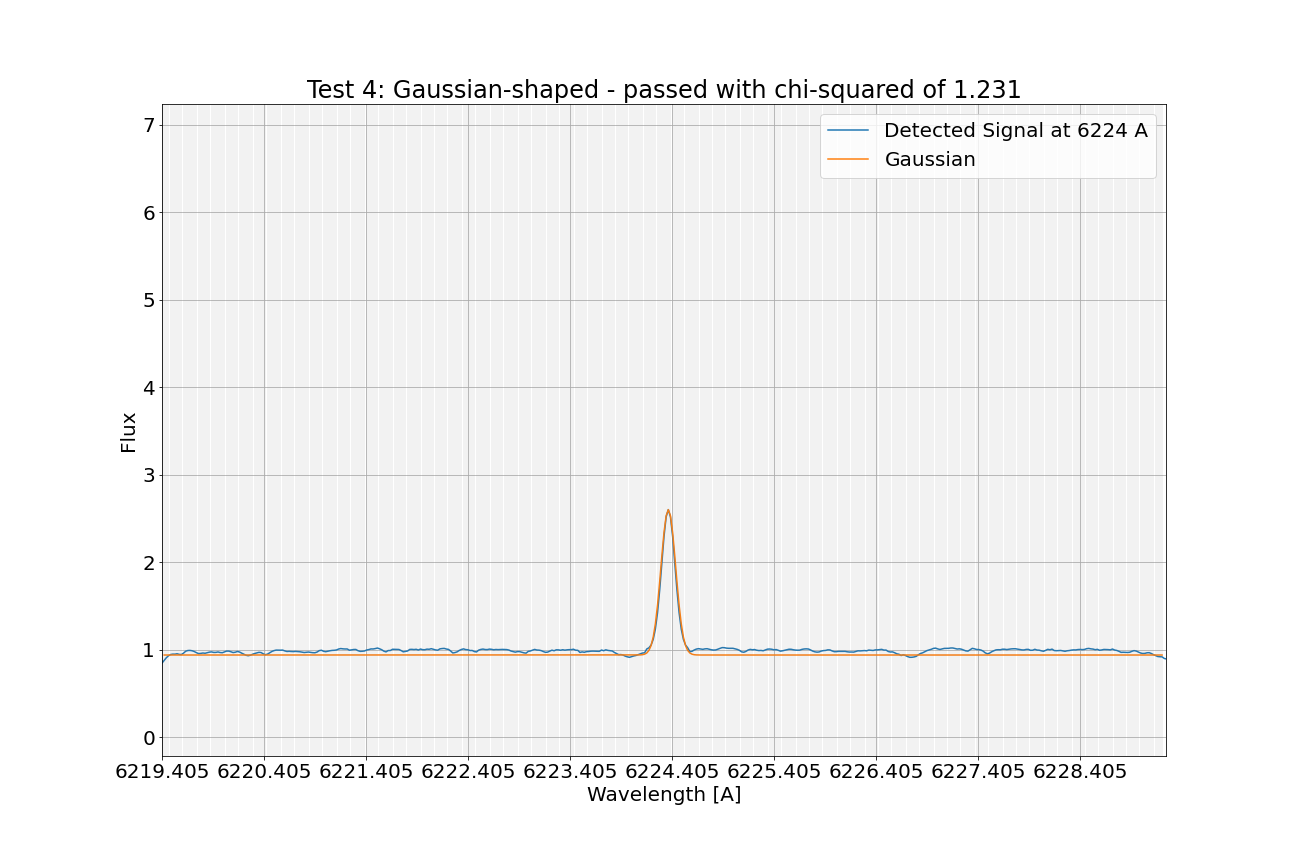 Test 4: Gaussian-shaped - passed with chi-squared of 1.231
Detected Signal at 6224 A
Gaussian
7
6
5
4
3
2
1
0
Flux
6219.405 6220.405 6221.405 6222.405 6223.405 6224.405 6225.405 6226.405 6227.405 6228.405
Wavelength [A]